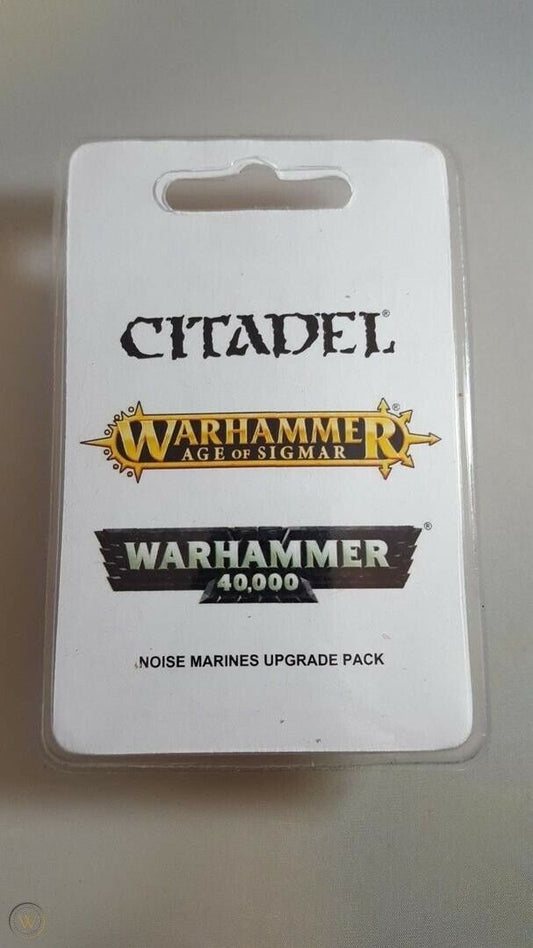 CITADEL®
WARHAMMER®
AGE OF SIGMAR
WARHAMMER®
40,000
NOISE MARINES UPGRADE PACK
W